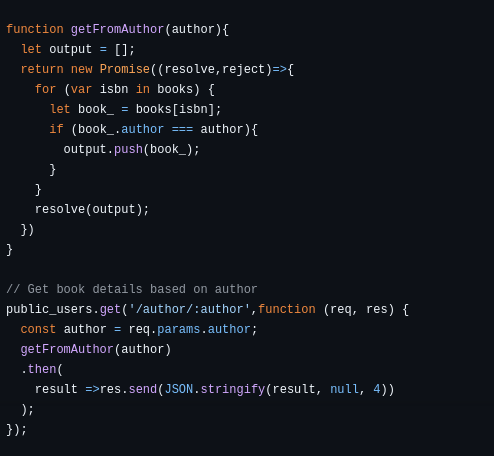 function getFromAuthor(author){
  let output = [];
  return new Promise((resolve,reject)=>{
    for (var isbn in books) {
      let book_ = books[isbn];
      if (book_.author === author){
        output.push(book_);
      }
    }
    resolve(output);
  })
}

// Get book details based on author
public_users.get('/author/:author',function (req, res) {
  const author = req.params.author;
  getFromAuthor(author)
  .then(
    result =>res.send(JSON.stringify(result, null, 4))
  );
});